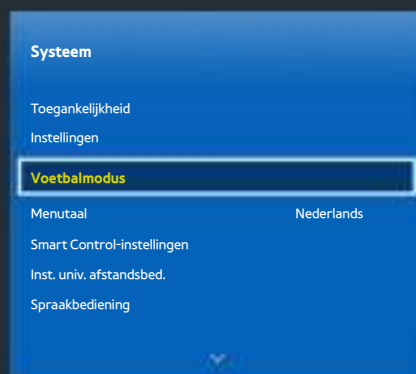 Systeem
Toegankelijkheid
Instellingen
Voetbalmodus
Menutaal Nederlands
Smart Control-instellingen
Inst. univ. afstandsbed.
Spraakbediening